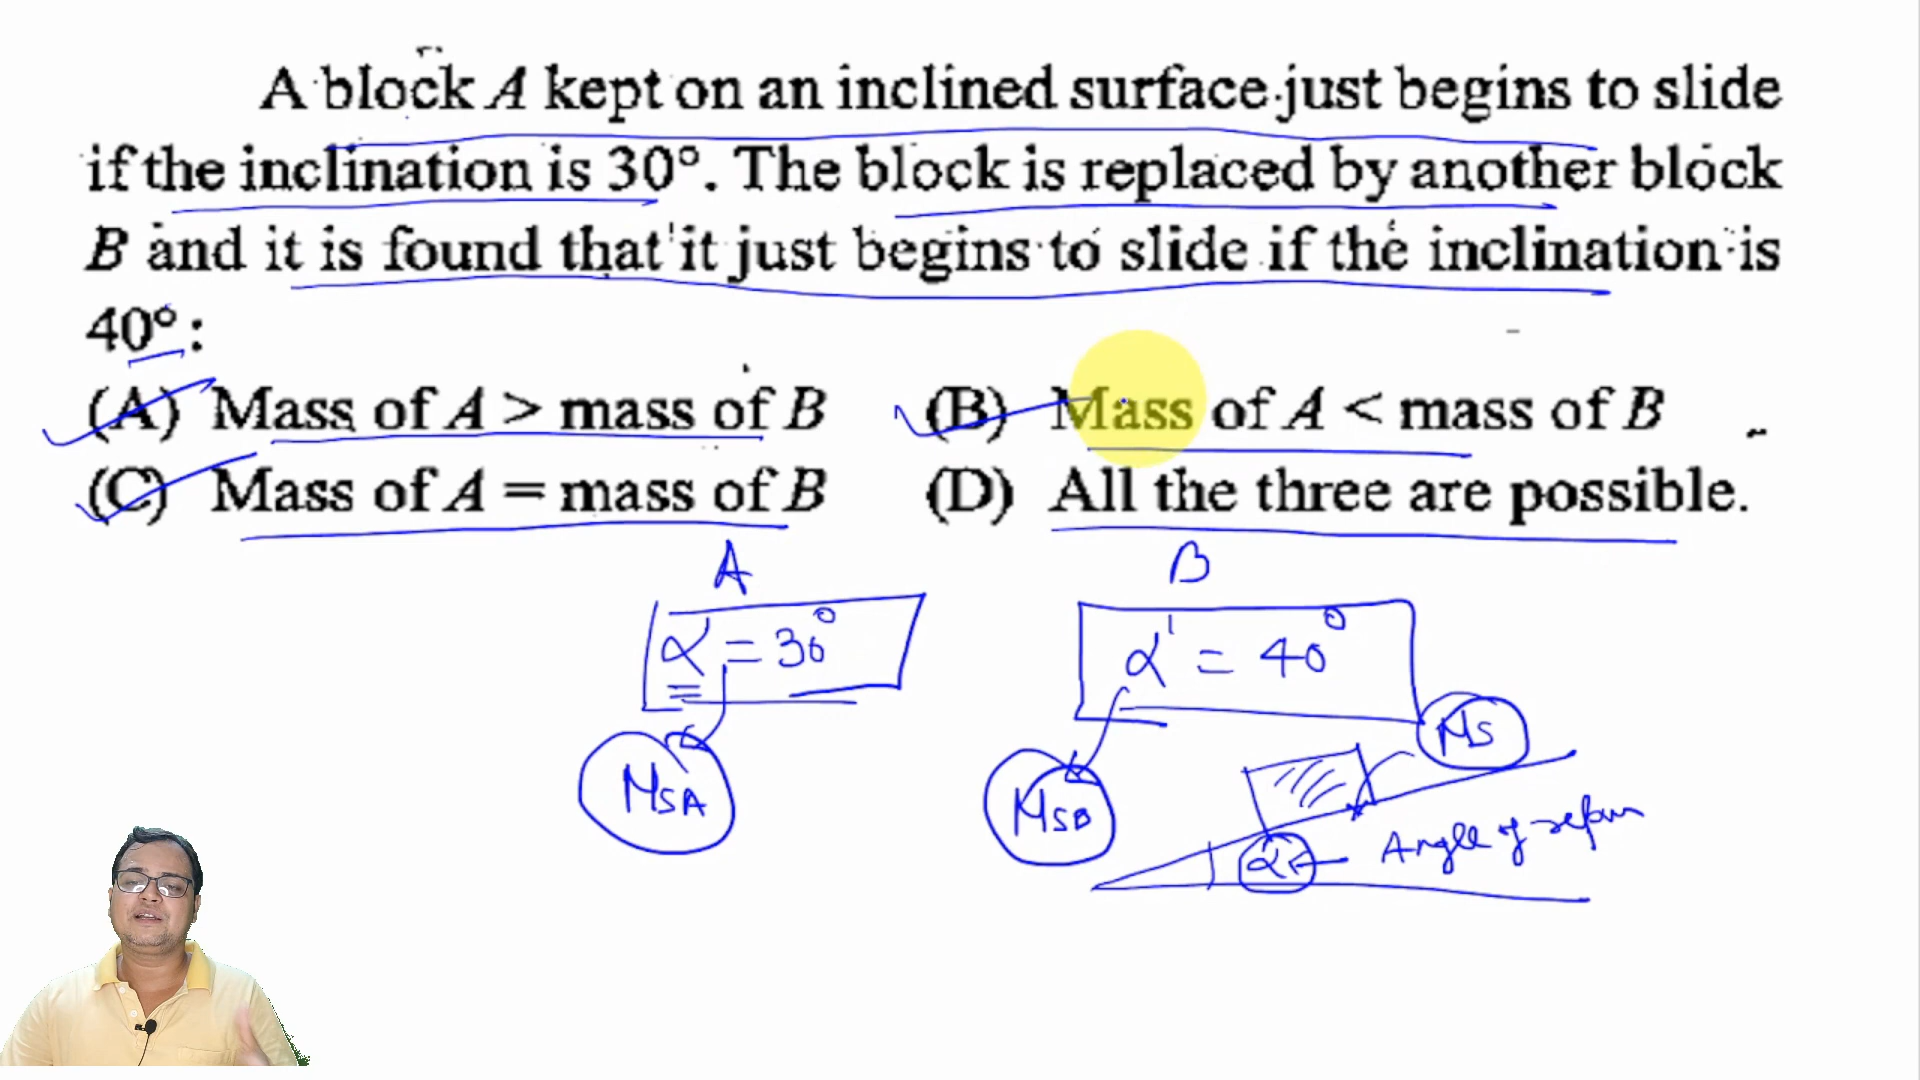 A block A kept on an inclined surface just begins to slide
if the inclination is 30°. The block is replaced by another block
B and it is found that it just begins to slide if the inclination is
40° :
(A) Mass of A > mass of B (B) Mass of A < mass of B
(C) Mass of A = mass of B (D) All the three are possible.
A B
α = 30° α' = 40°
μs
μSA μSB
α ← Angle of